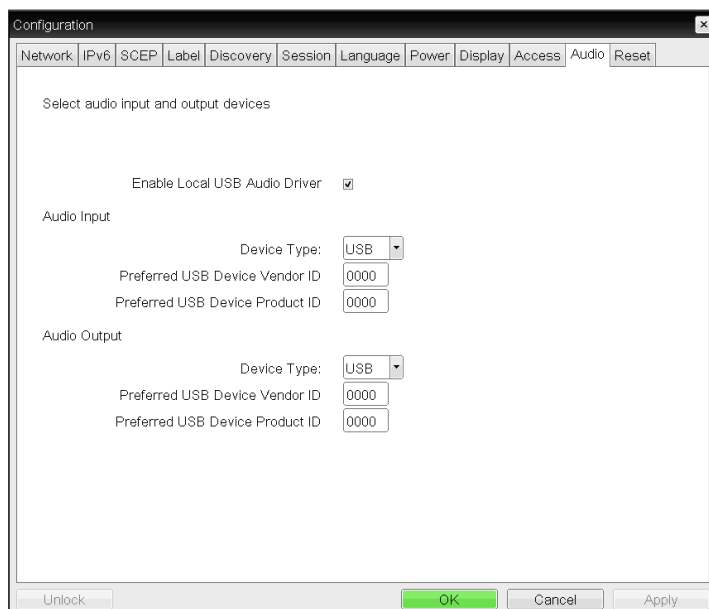 Configuration
Network IPv6 SCEP Label Discovery Session Language Power Display Access Audio Reset
Select audio input and output devices
Enable Local USB Audio Driver
Audio Input
Device Type: USB
Preferred USB Device Vendor ID 0000
Preferred USB Device Product ID 0000
Audio Output
Device Type: USB
Preferred USB Device Vendor ID 0000
Preferred USB Device Product ID 0000
Unlock OK Cancel Apply